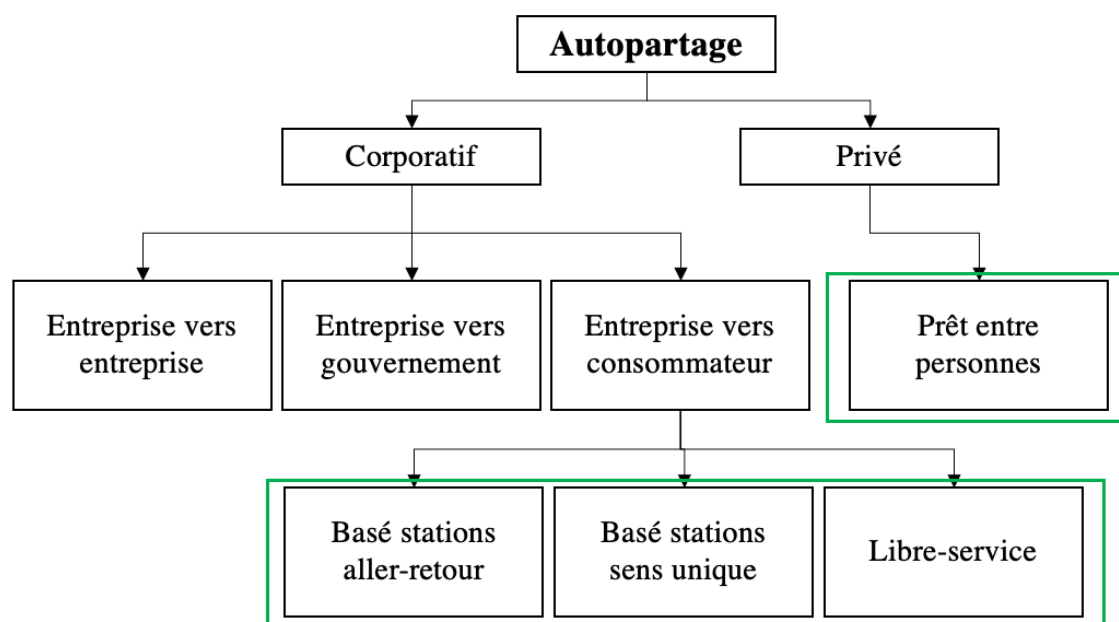 Autopartage
Corporatif
Privé
Entreprise vers
entreprise
Entreprise vers
gouvernement
Entreprise vers
consommateur
Prêt entre
personnes
Basé stations
aller-retour
Basé stations
sens unique
Libre-service